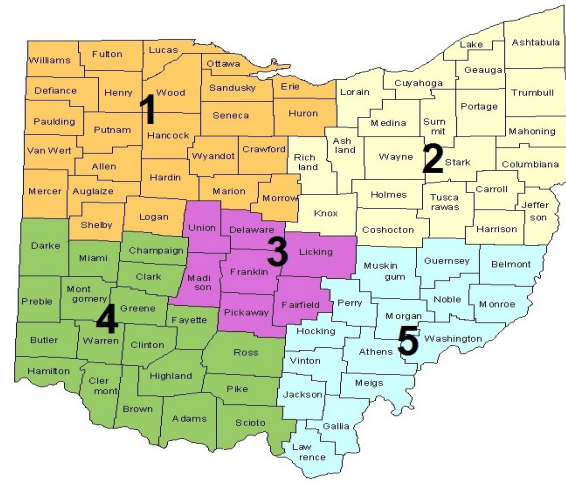 Williams
Fulton
Lucas
Ottawa
Defiance
Henry
Wood
Sandusky
Erie
1
Paulding
Putnam
Hancock
Seneca
Huron
Van Wert
Allen
Wyandot
Crawford
Hardin
Mercer
Auglaize
Marion
Morrow
Shelby
Logan
Lake
Ashtabula
Geauga
Cuyahoga
Lorain
Trumbull
Portage
Medina
Sum
mit
Mahoning
Ash
land
Rich
land
Wayne
2
Stark
Columbiana
Carroll
Holmes
Tusca
rawas
Jeffer
son
Knox
Coshocton
Harrison
Union
Delaware
3
Licking
Madi
son
Franklin
Pickaway
Fairfield
Darke
Miami
Champaign
Clark
Preble
Mont
gomery
Greene
4
Fayette
Butler
Warren
Clinton
Ross
Hamilton
Cler
mont
Highland
Pike
Brown
Adams
Scioto
Muskin
gum
Guernsey
Belmont
Perry
Noble
Monroe
Morgan
5
Washington
Hocking
Vinton
Athens
Meigs
Jackson
Gallia
Law
rence